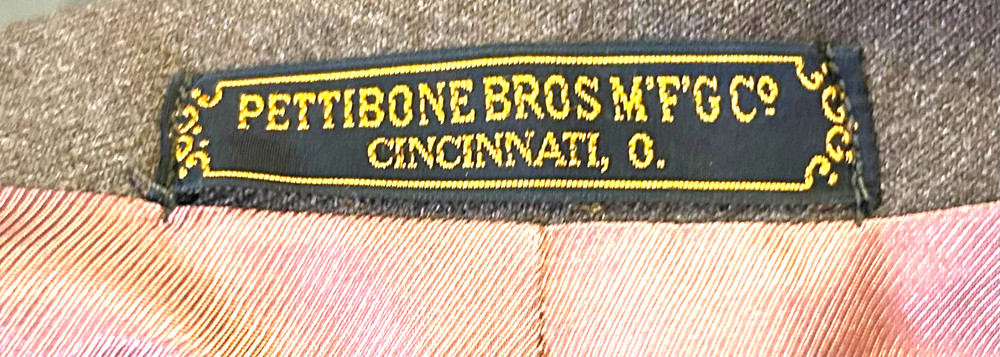 PETTIBONE BROS M'F'G Cº
CINCINNATI, O.